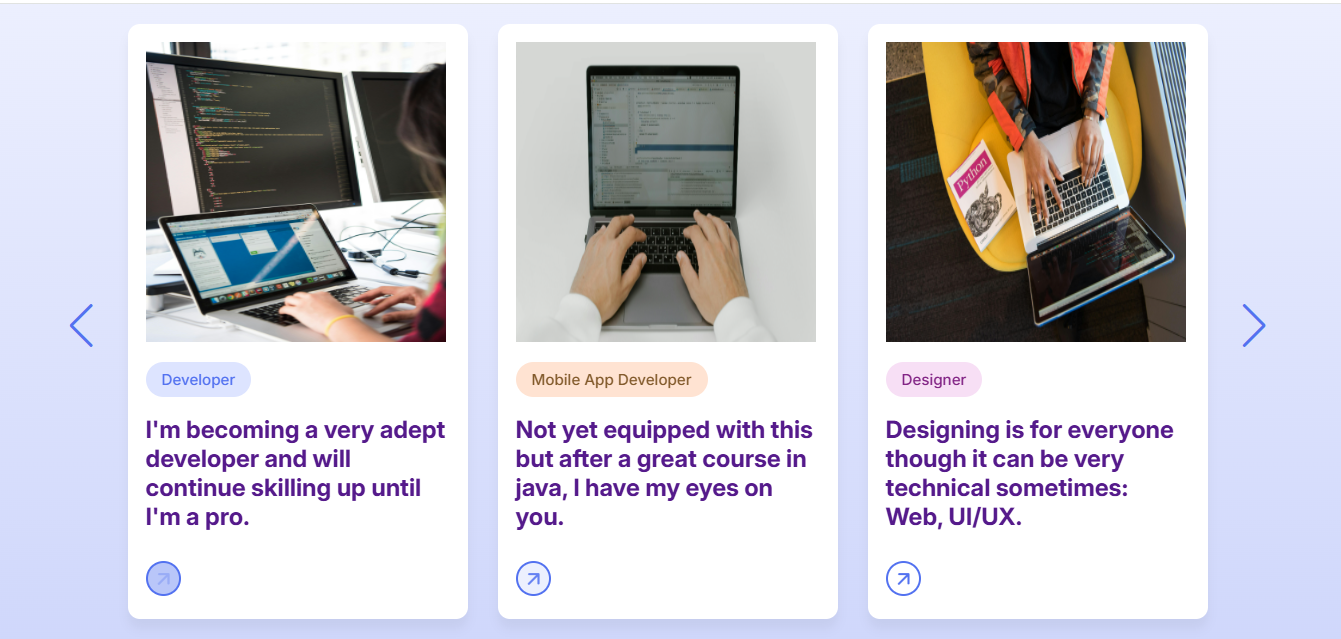 Python
Developer
Mobile App Developer
Designer
I'm becoming a very adept
developer and will
continue skilling up until
I'm a pro.
Not yet equipped with this
but after a great course in
java, I have my eyes on
you.
Designing is for everyone
though it can be very
technical sometimes:
Web, UI/UX.